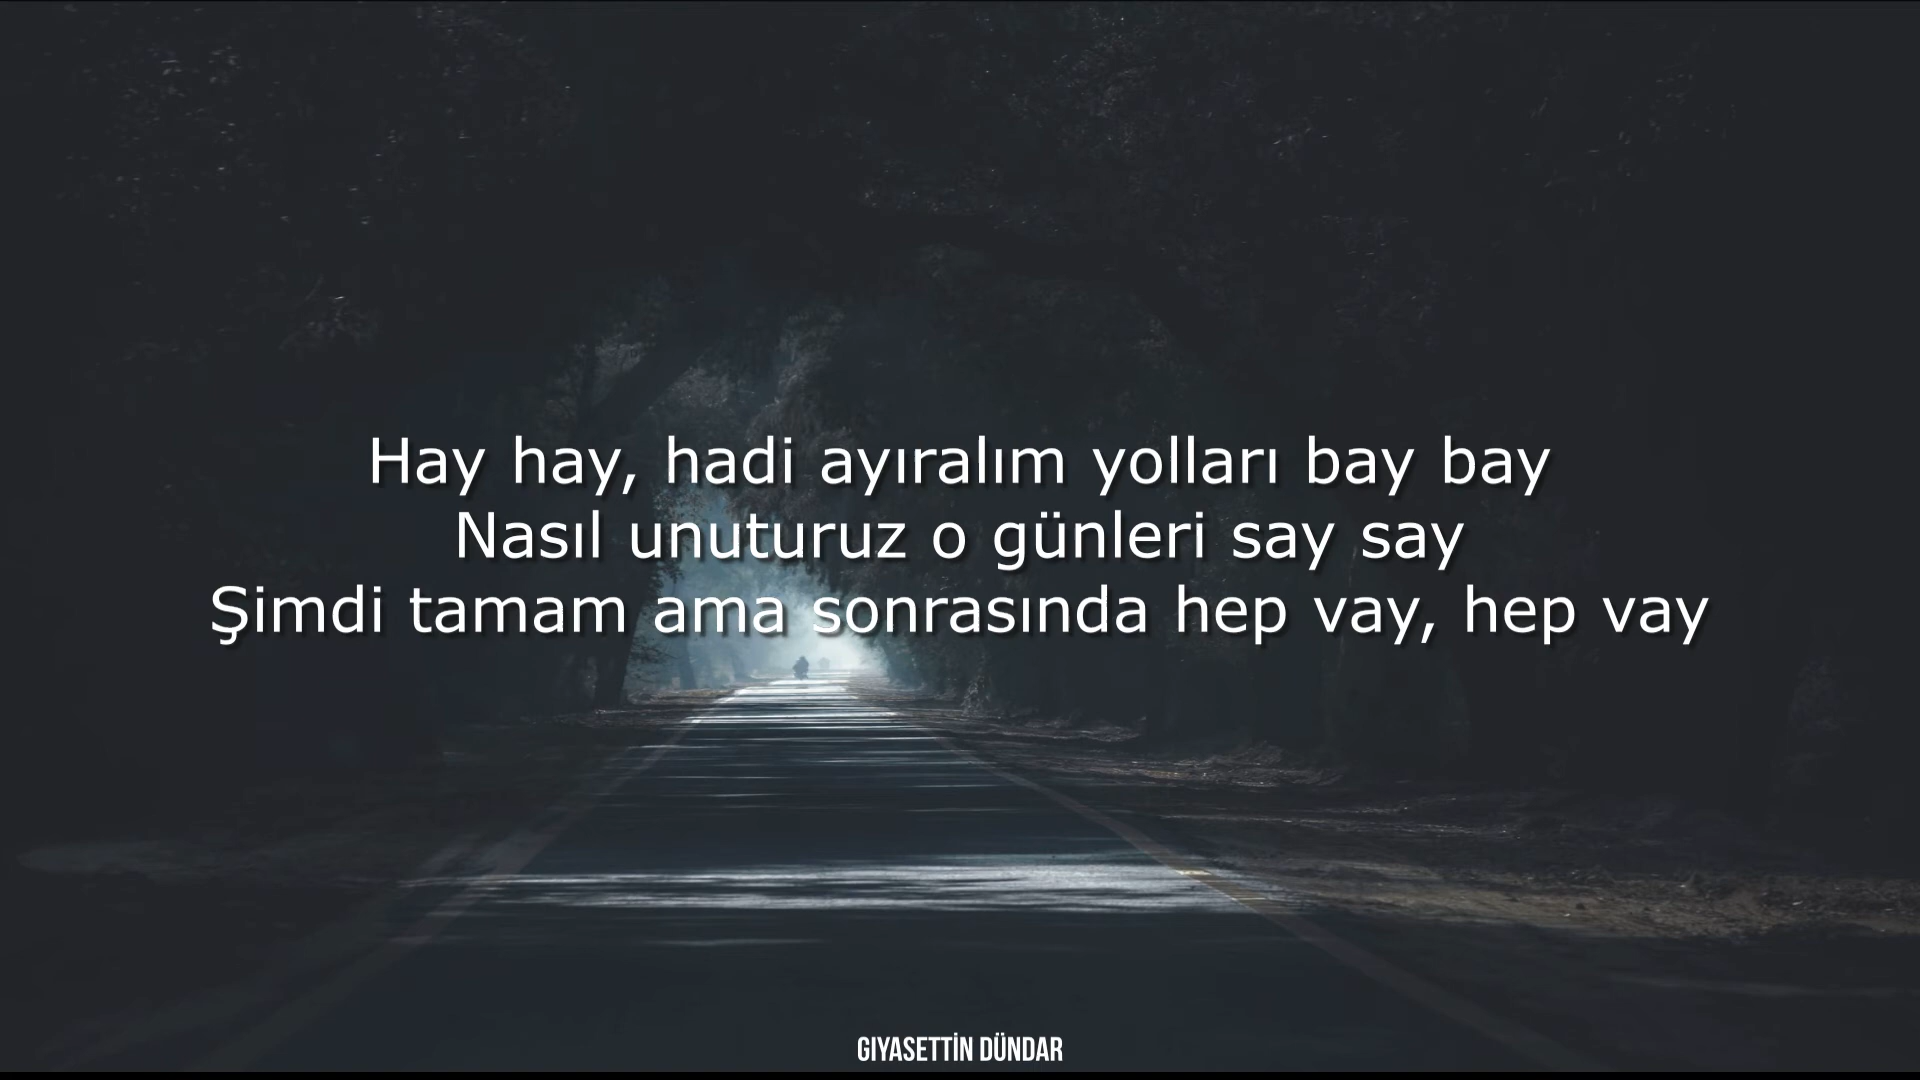 Hay hay, hadi ayıralım yolları bay bay
Nasıl unuturuz o günleri say say
Şimdi tamam ama sonrasında hep vay, hep vay
GIYASETTİN DÜNDAR